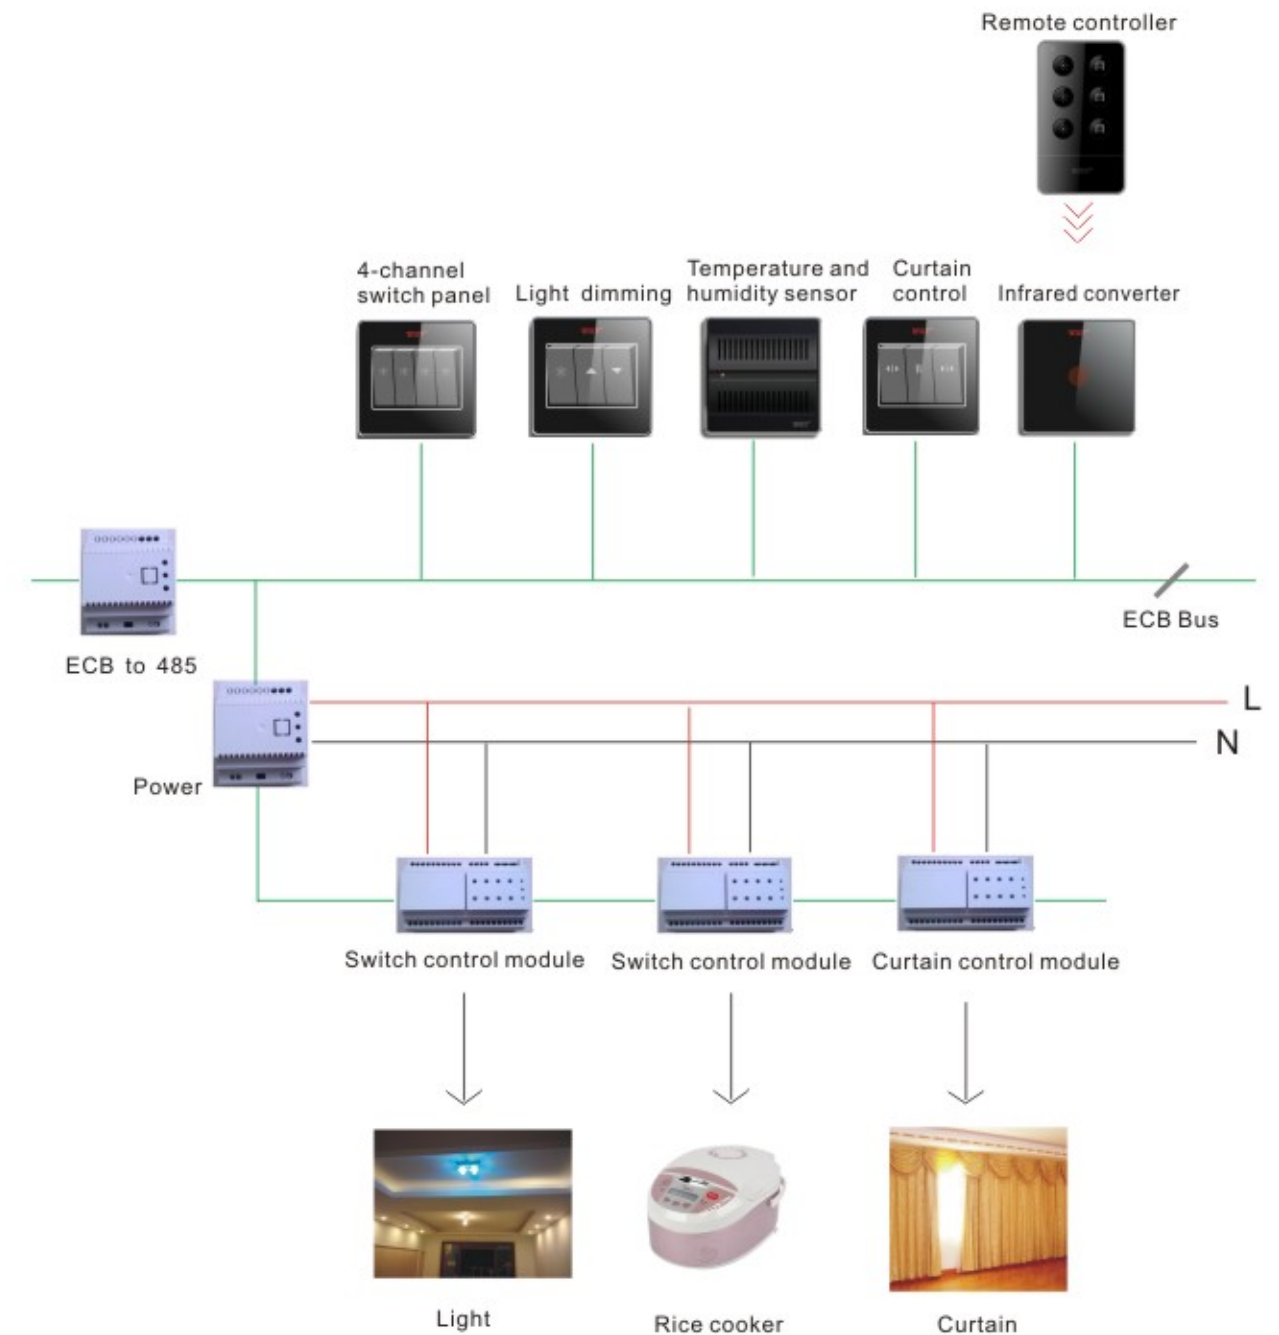 Remote controller
4-channel
switch panel
Light dimming
Temperature and
humidity sensor
Curtain
control
Infrared converter
ECB Bus
ECB to 485
L
N
Power
Switch control module
Switch control module
Curtain control module
Light
Rice cooker
Curtain